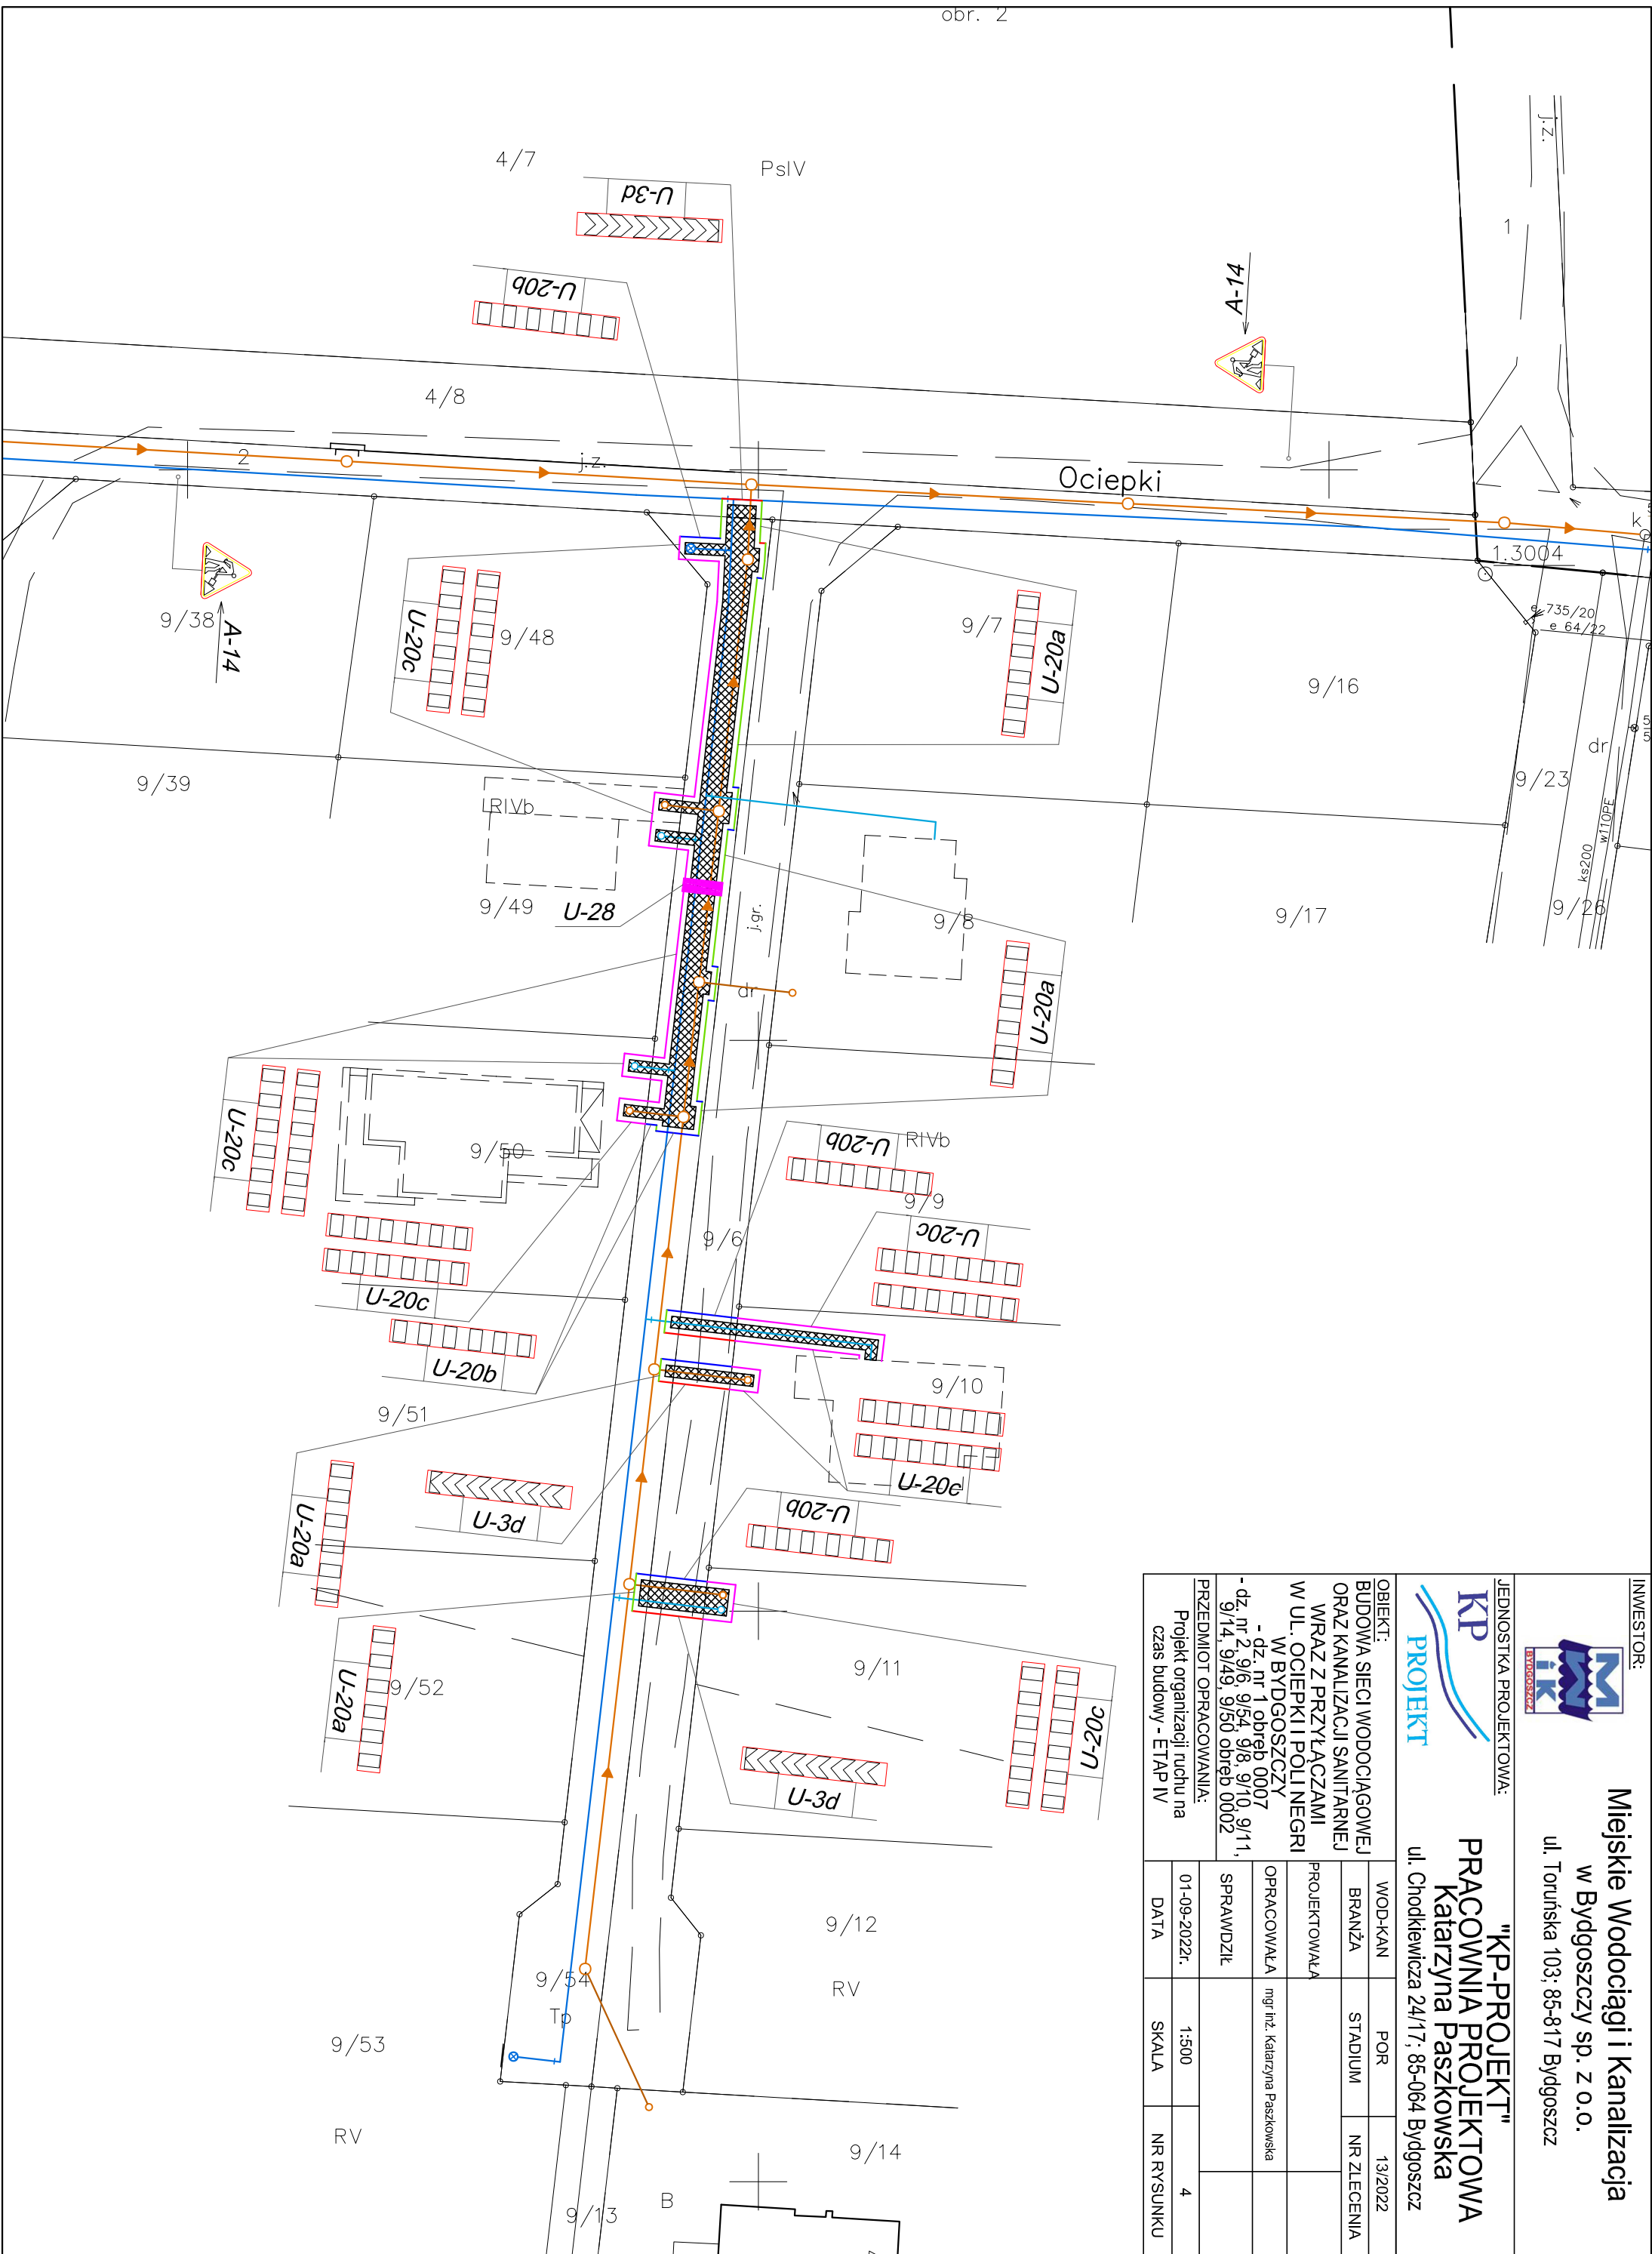 obr. 2
4/7
PsIV
U-3d
U-20b
A-14
j.z.
1
4/8
2
j.z.
Ociepki
k
1.3004
e 735/20
e 64/22
9/38
A-14
U-20c
9/48
9/7
U-20a
9/16
dr
9/23
9/39
RIVb
w110PE
ks200
9/49
U-28
j.gr.
9/8
9/17
9/26
dr
U-20a
U-20c
9/50
U-20b
RIVb
9/9
U-20c
9/6
U-20c
U-20b
9/10
9/51
U-20c
U-3d
U-20b
U-20a
9/52
U-20a
9/11
U-20c
U-3d
9/12
9/54
Tp
RV
9/53
RV
9/14
B
9/13
INWESTOR:
MWiK
BYDGOSZCZ
Miejskie Wodociągi i Kanalizacja
w Bydgoszczy sp. z o.o.
ul. Toruńska 103; 85-817 Bydgoszcz
JEDNOSTKA PROJEKTOWA:
KP
PROJEKT
"KP-PROJEKT"
PRACOWNIA PROJEKTOWA
Katarzyna Paszkowska
ul. Chodkiewicza 24/17; 85-064 Bydgoszcz
OBIEKT:
BUDOWA SIECI WODOCIĄGOWEJ
ORAZ KANALIZACJI SANITARNEJ
WRAZ Z PRZYŁĄCZAMI
W UL. OCIEPKI I POLI NEGRI
W BYDGOSZCZY
- dz. nr 1 obręb 0007
- dz. nr 2, 9/6, 9/54, 9/8, 9/10, 9/11,
9/14, 9/49, 9/50 obręb 0002
PRZEDMIOT OPRACOWANIA:
Projekt organizacji ruchu na
czas budowy - ETAP IV
WOD-KAN
POR
13/2022
BRANŻA
STADIUM
NR ZLECENIA
PROJEKTOWAŁA
OPRACOWAŁA
mgr inż. Katarzyna Paszkowska
SPRAWDZIŁ
01-09-2022r.
1:500
4
DATA
SKALA
NR RYSUNKU